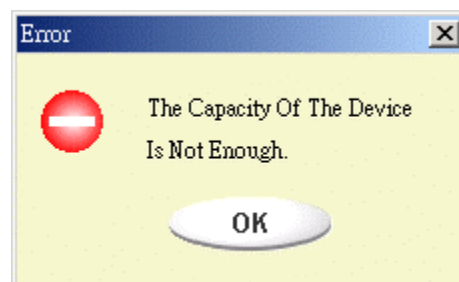 Error
The Capacity Of The Device
Is Not Enough.
OK